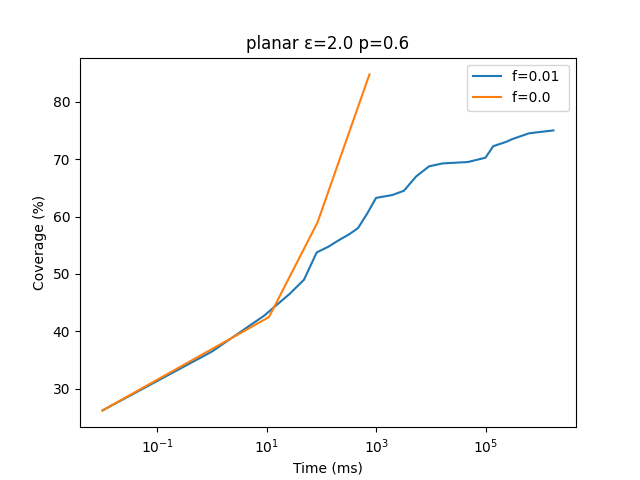 planar ε=2.0 p=0.6
f=0.01
f=0.0
Coverage (%)
80
70
60
50
40
30
10⁻¹
10¹
10³
10⁵
Time (ms)